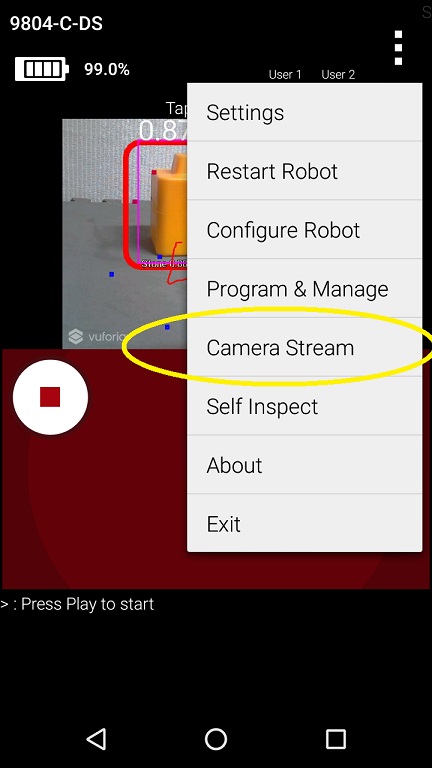 9804-C-DS
99.0%
User 1 User 2
Tap
0.87
Stone 0.88
vuforia
Settings
Restart Robot
Configure Robot
Program & Manage
Camera Stream
Self Inspect
About
Exit
> : Press Play to start